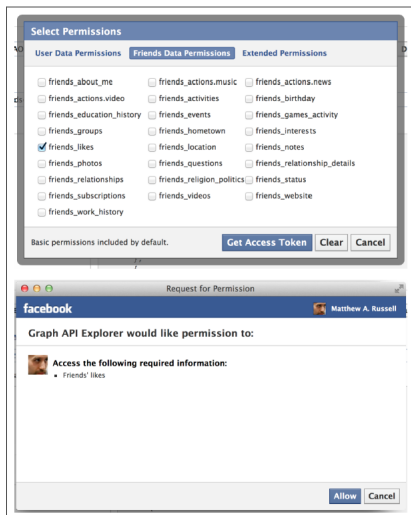 Select Permissions
User Data Permissions Friends Data Permissions Extended Permissions
friends_about_me friends_actions.music friends_actions.news
friends_actions.video friends_activities friends_birthday
friends_education_history friends_events friends_games_activity
friends_groups friends_hometown friends_interests
friends_likes friends_location friends_notes
friends_photos friends_questions friends_relationship_details
friends_relationships friends_religion_politics friends_status
friends_subscriptions friends_videos friends_website
friends_work_history
Basic permissions included by default. Get Access Token Clear Cancel
Request for Permission
facebook Matthew A. Russell
Graph API Explorer would like permission to:
Access the following required information:
• Friends' likes
Allow Cancel